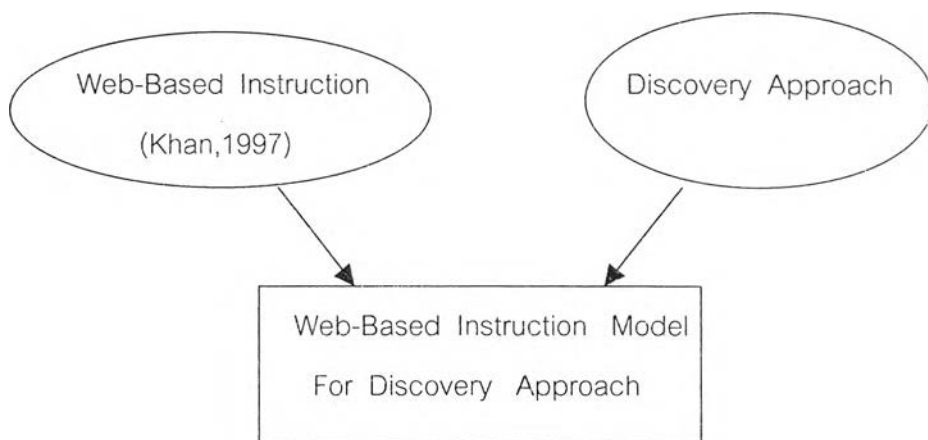 Web-Based Instruction
(Khan,1997)
Discovery Approach
Web-Based Instruction Model
For Discovery Approach